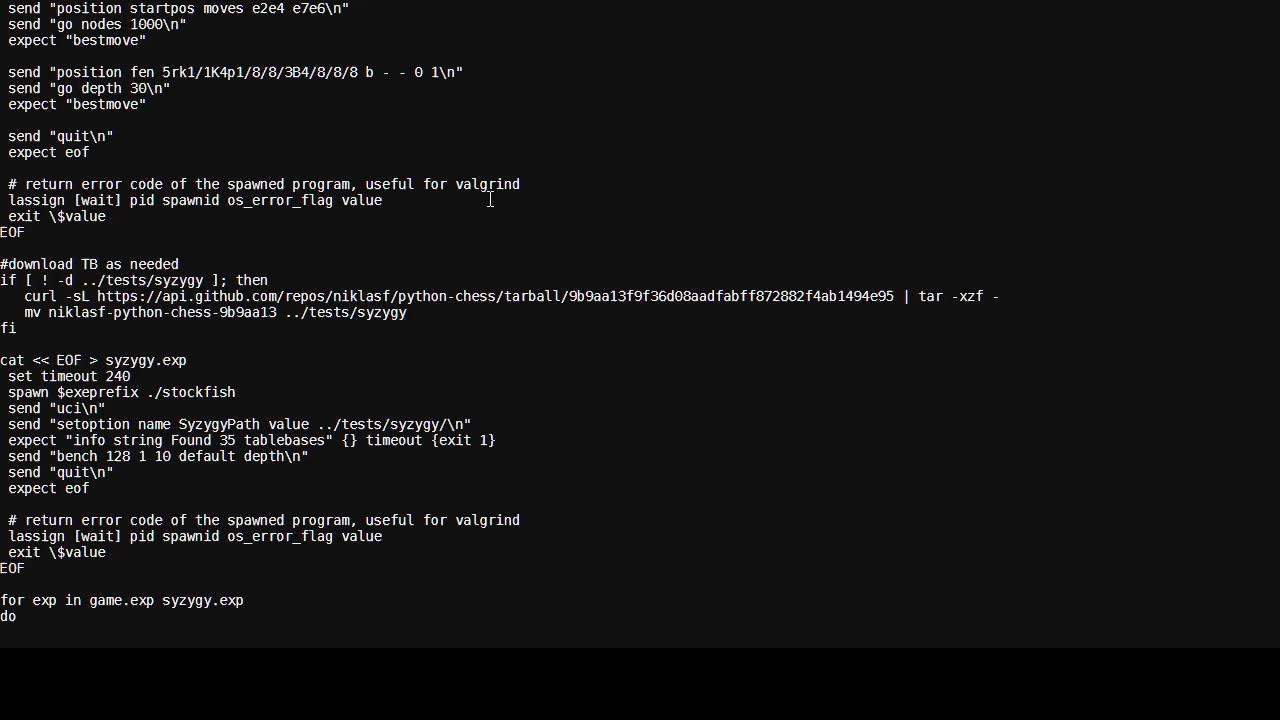 send "position startpos moves e2e4 e7e6\n"
send "go nodes 1000\n"
expect "bestmove"
send "position fen 5rk1/1K4p1/8/8/3B4/8/8/8 b - - 0 1\n"
send "go depth 30\n"
expect "bestmove"
send "quit\n"
expect eof
# return error code of the spawned program, useful for valgrind
lassign [wait] pid spawnid os_error_flag value
exit \$value
EOF
#download TB as needed
if [ ! -d ../tests/syzygy ]; then
curl -sL https://api.github.com/repos/niklasf/python-chess/tarball/9b9aa13f9f36d08aadfabff872882f4ab1494e95 | tar -xzf -
mv niklasf-python-chess-9b9aa13 ../tests/syzygy
fi
cat << EOF > syzygy.exp
set timeout 240
spawn $exeprefix ./stockfish
send "uci\n"
send "setoption name SyzygyPath value ../tests/syzygy/\n"
expect "info string Found 35 tablebases" {} timeout {exit 1}
send "bench 128 1 10 default depth\n"
send "quit\n"
expect eof
# return error code of the spawned program, useful for valgrind
lassign [wait] pid spawnid os_error_flag value
exit \$value
EOF
for exp in game.exp syzygy.exp
do